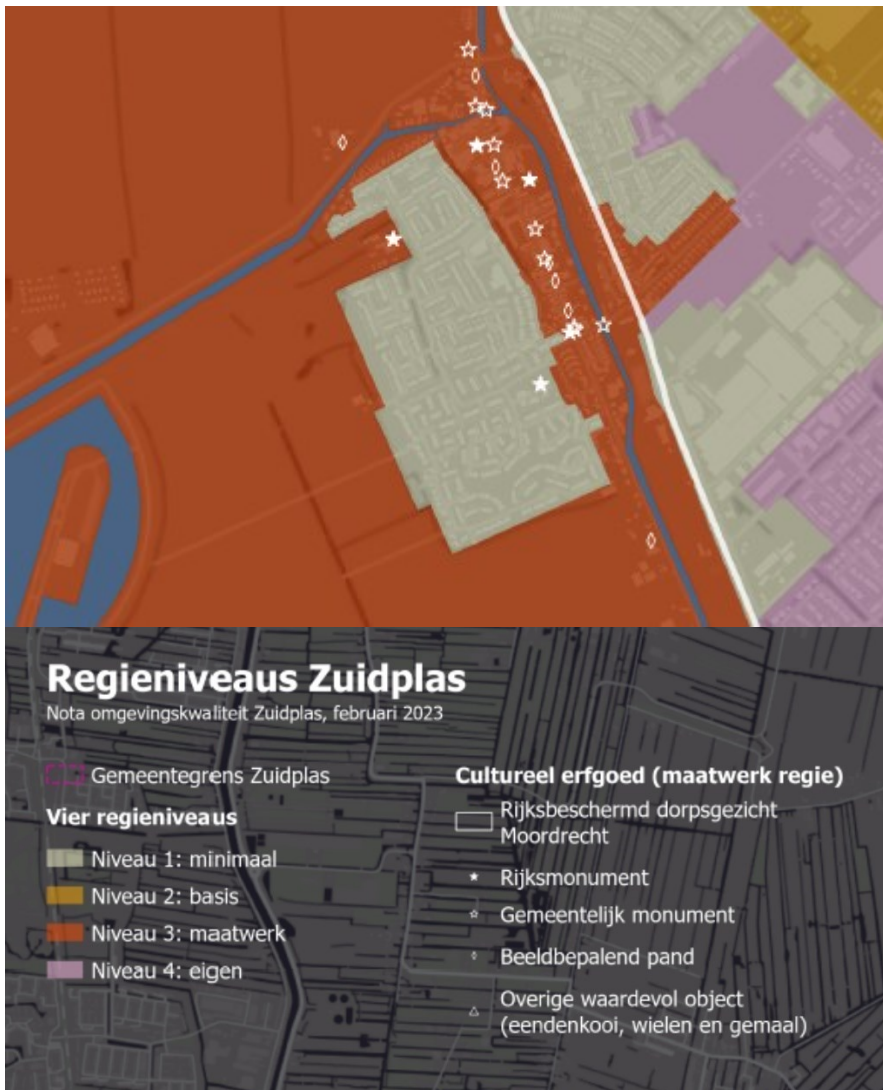 Regieniveaus Zuidplas
Nota omgevingskwaliteit Zuidplas, februari 2023
Gemeentegrens Zuidplas
Vier regieniveaus
Niveau 1: minimaal
Niveau 2: basis
Niveau 3: maatwerk
Niveau 4: eigen
Cultureel erfgoed (maatwerk regie)
Rijksbeschermd dorpsgezicht
Moordrecht
Rijksmonument
Gemeentelijk monument
Beeldbepalend pand
Overige waardevol object
(eendenkooi, wielen en gemaal)